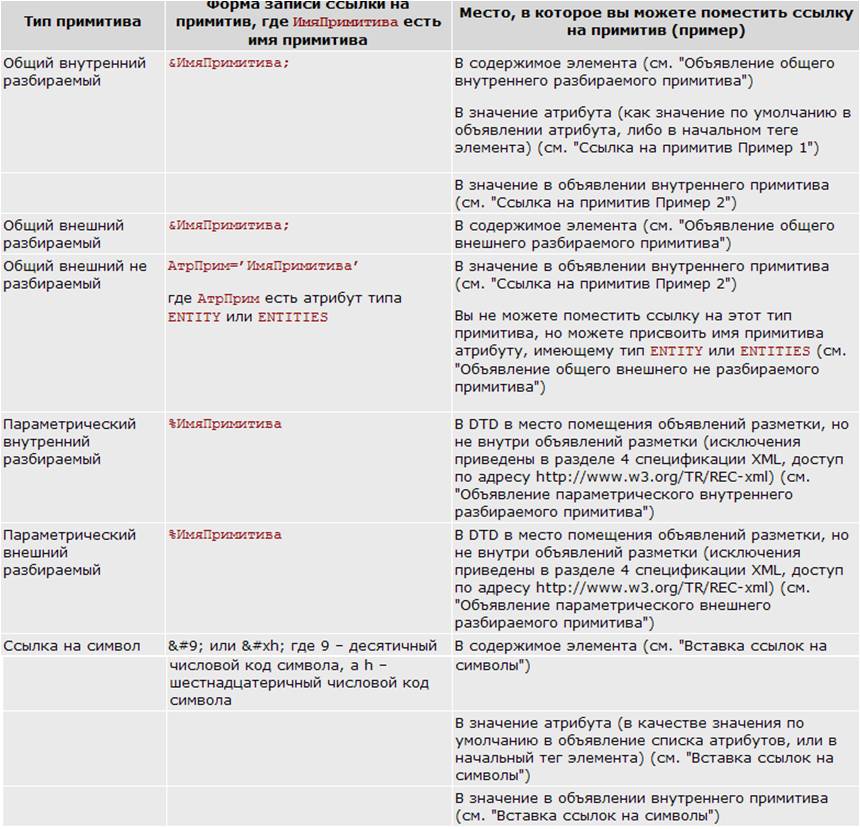 Тип примитива
Форма записи ссылки на
примитив, где ИмяПримитива есть
имя примитива
Место, в которое вы можете поместить ссылку
на примитив (пример)
Общий внутренний
разбираемый
&ИмяПримитива;
В содержимое элемента (см. "Объявление общего
внутреннего разбираемого примитива")
В значение атрибута (как значение по умолчанию в
объявлении атрибута, либо в начальном теге
элемента) (см. "Ссылка на примитив Пример 1")
В значение в объявлении внутреннего примитива
(см. "Ссылка на примитив Пример 2")
Общий внешний
разбираемый
&ИмяПримитива;
В содержимое элемента (см. "Объявление общего
внешнего разбираемого примитива")
Общий внешний не
разбираемый
АтрПрим=’ИмяПримитива’
где АтрПрим есть атрибут типа
ENTITY или ENTITIES
В значение в объявлении внутреннего примитива
(см. "Ссылка на примитив Пример 2")
Вы не можете поместить ссылку на этот тип
примитива, но можете присвоить имя примитива
атрибуту, имеющему тип ENTITY или ENTITIES (см.
"Объявление общего внешнего не разбираемого
примитива")
Параметрический
внутренний
разбираемый
%ИмяПримитива
В DTD в место помещения объявлений разметки, но
не внутри объявлений разметки (исключения
приведены в разделе 4 спецификации XML, доступ
по адресу http://www.w3.org/TR/REC-xml) (см.
"Объявление параметрического внутреннего
разбираемого примитива")
Параметрический
внешний
разбираемый
%ИмяПримитива
В DTD в место помещения объявлений разметки, но
не внутри объявлений разметки (исключения
приведены в разделе 4 спецификации XML, доступ
по адресу http://www.w3.org/TR/REC-xml) (см.
"Объявление параметрического внешнего
разбираемого примитива")
Ссылка на символ
&#9; или &#xh; где 9 – десятичный
числовой код символа, а h –
шестнадцатеричный числовой код
символа
В содержимое элемента (см. "Вставка ссылок на
символы")
В значение атрибута (в качестве значения по
умолчанию в объявление списка атрибутов, или в
начальный тег элемента) (см. "Вставка ссылок на
символы")
В значение в объявлении внутреннего примитива
(см. "Вставка ссылок на символы")